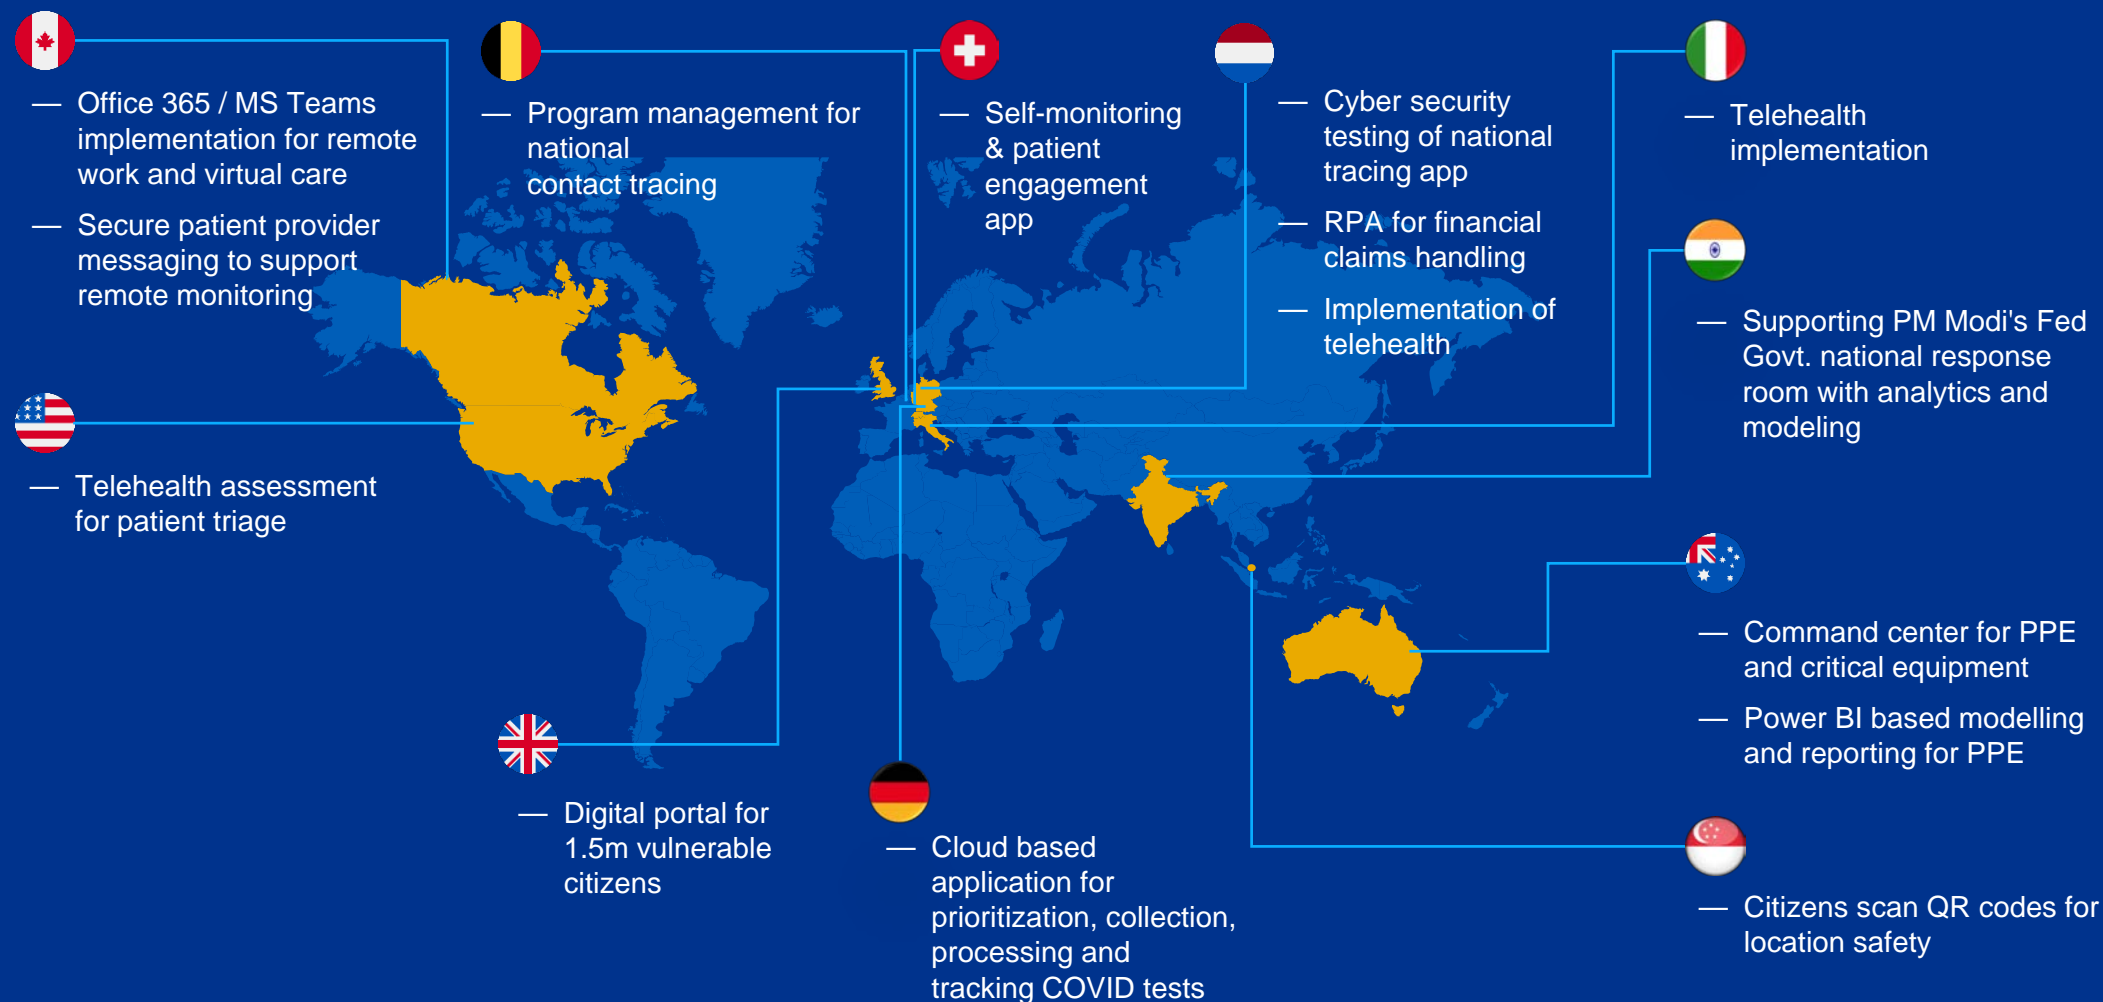 — Office 365 / MS Teams
implementation for remote
work and virtual care
— Secure patient provider
messaging to support
remote monitoring
— Program management for
national
contact tracing
— Self-monitoring
& patient
engagement
app
— Cyber security
testing of national
tracing app
— RPA for financial
claims handling
— Implementation of
telehealth
— Telehealth
implementation
— Supporting PM Modi's Fed
Govt. national response
room with analytics and
modeling
— Telehealth assessment
for patient triage
— Command center for PPE
and critical equipment
— Power BI based modelling
and reporting for PPE
— Digital portal for
1.5m vulnerable
citizens
— Cloud based
application for
prioritization, collection,
processing and
tracking COVID tests
— Citizens scan QR codes for
location safety